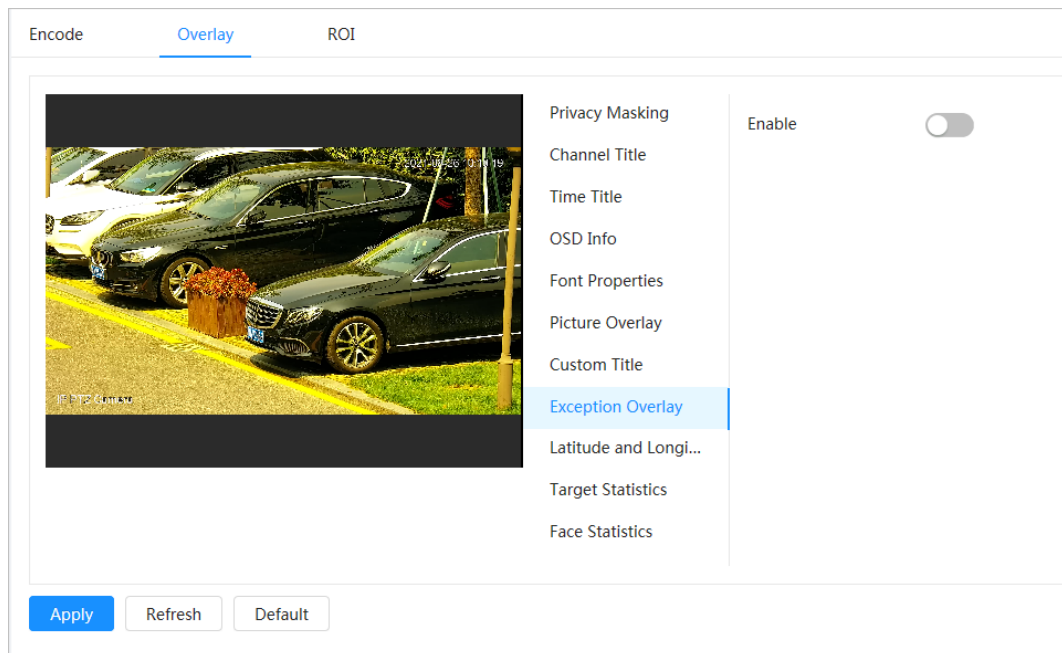 Encode
Overlay
ROI
Privacy Masking
Enable
Channel Title
Time Title
OSD Info
Font Properties
Picture Overlay
Custom Title
Exception Overlay
Latitude and Longi...
Target Statistics
Face Statistics
Apply
Refresh
Default